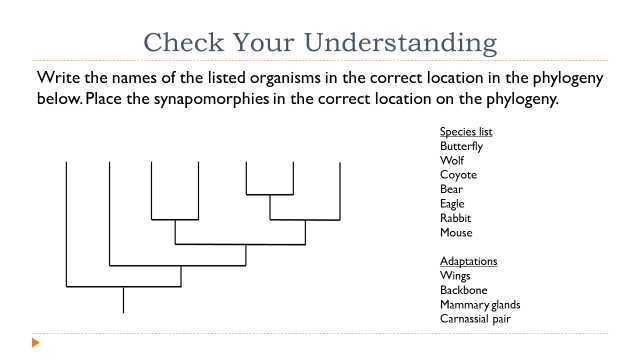 Check Your Understanding
Write the names of the listed organisms in the correct location in the phylogeny
below. Place the synapomorphies in the correct location on the phylogeny.
Species list
Butterfly
Wolf
Coyote
Bear
Eagle
Rabbit
Mouse
Adaptations
Wings
Backbone
Mammary glands
Carnassial pair